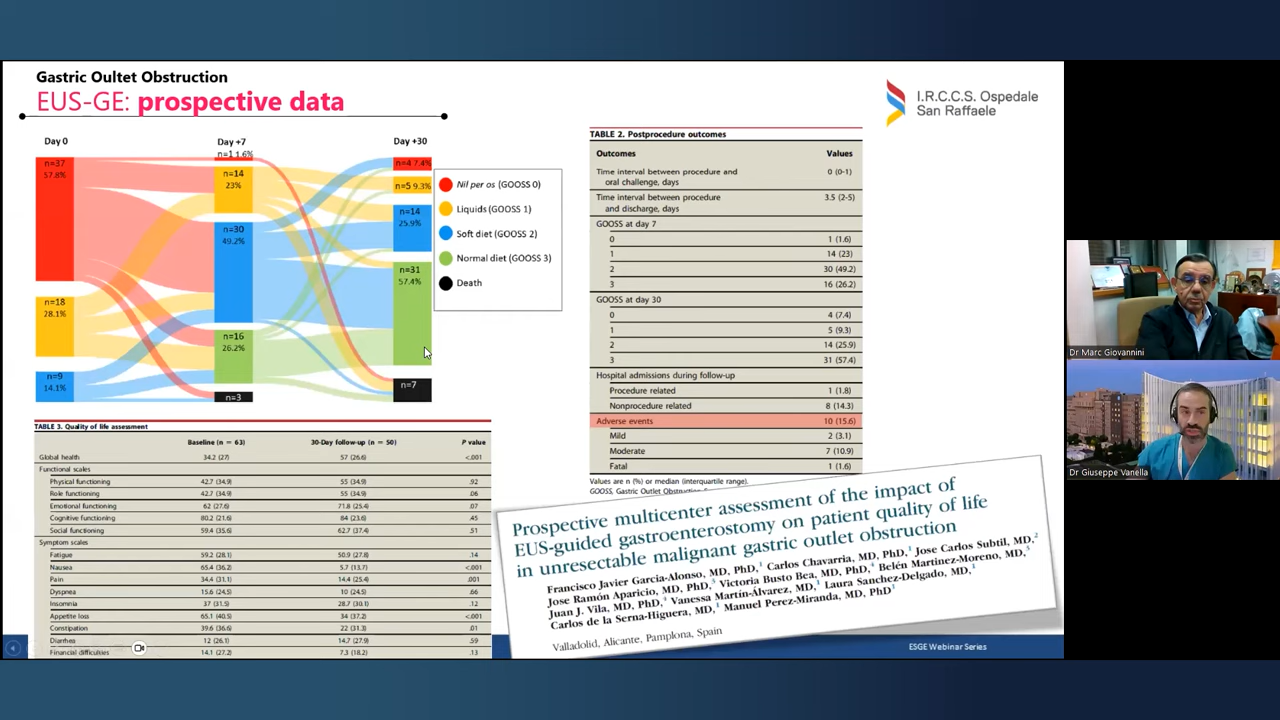 Gastric Oultet Obstruction
EUS-GE: prospective data
I.R.C.C.S. Ospedale
San Raffaele
Day 0
Day +7
Day +30
n=37
57.8%
n=18
28.1%
n=9
14.1%
n=1 1.6%
n=14
23%
n=30
49.2%
n=16
26.2%
n=3
n=4 7.4%
n=5 9.3%
n=14
25.9%
n=31
57.4%
n=7
Nil per os (GOOSS 0)
Liquids (GOOSS 1)
Soft diet (GOOSS 2)
Normal diet (GOOSS 3)
Death
TABLE 2. Postprocedure outcomes
Outcomes Values
Time interval between procedure and
oral challenge, days 0 (0-1)
Time interval between procedure
and discharge, days 3.5 (2-5)
GOOSS at day 7
0 1 (1.6)
1 14 (23)
2 30 (49.2)
3 16 (26.2)
GOOSS at day 30
0 4 (7.4)
1 5 (9.3)
2 14 (25.9)
3 31 (57.4)
Hospital admissions during follow-up
Procedure related 1 (1.8)
Nonprocedure related 8 (14.3)
Adverse events 10 (15.6)
Mild 2 (3.1)
Moderate 7 (10.9)
Fatal 1 (1.6)
Values are n (%) or median (interquartile range).
GOOSS, Gastric Outlet
TABLE 3. Quality of life assessment
Baseline (n = 63) 30-Day follow-up (n = 50) P value
Global health 34.2 (27) 57 (26.6) <.001
Functional scales
Physical functioning 42.7 (34.9) 55 (34.9) .92
Role functioning 42.7 (34.9) 55 (34.9) .06
Emotional functioning 62 (27.6) 71.8 (25.4) .07
Cognitive functioning 80.2 (21.6) 84 (23.6) .45
Social functioning 59.4 (35.6) 62.7 (37.4) .51
Symptom scales
Fatigue 59.2 (28.1) 50.9 (27.8) .14
Nausea 65.4 (36.2) 5.7 (13.7) <.001
Pain 34.6 (31.1) 14.4 (25.4) .001
Dyspnea 15.6 (24.5) 10 (24.5) .66
Insomnia 37 (31.5) 28.7 (30.1) .12
Appetite loss 65.1 (40.5) 34 (37.2) <.001
Constipation 39.6 (36.6) 22 (31.3) .01
Diarrhea 12 (26.1) 14.7 (27.9) .59
Financial difficulties 14.1 (27.2) 7.3 (18.2) .13
Prospective multicenter assessment of the impact of
EUS-guided gastroenterostomy on patient quality of life
in unresectable malignant gastric outlet obstruction
Francisco Javier Garcia-Alonso, MD, PhD,1 Carlos Chavarria, MD, PhD,1 Jose Carlos Subtil, MD,2
Jose Ramón Aparicio, MD, PhD,3 Victoria Busto Bea, MD, PhD,4 Belén Martínez-Moreno, MD,3
Juan J. Vila, MD, PhD,4 Vanessa Martín-Álvarez, MD,1 Laura Sanchez-Delgado, MD,1
Carlos de la Serna-Higuera, MD,1 Manuel Perez-Miranda, MD, PhD1
Valladolid, Alicante, Pamplona, Spain
ESGE Webinar Series
Dr Marc Giovannini
Dr Giuseppe Vanella